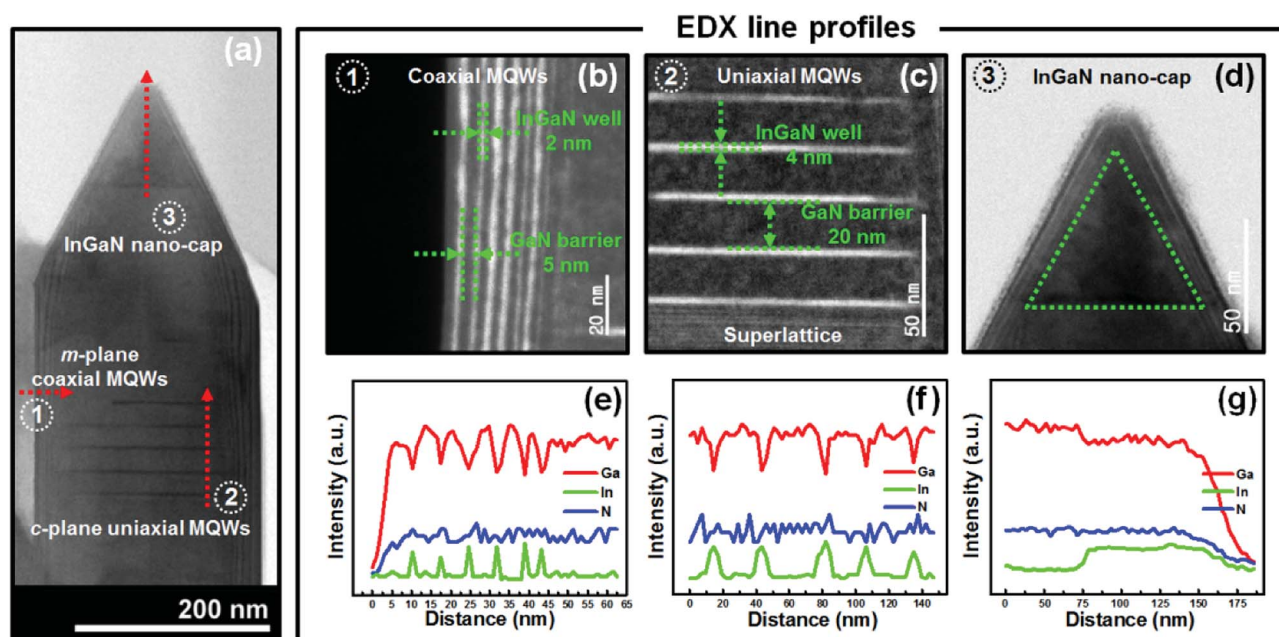 EDX line profiles
(a)
3
InGaN nano-cap
m-plane
coaxial MQWs
1
2
c-plane uniaxial MQWs
200 nm
1
Coaxial MQWs
(b)
InGaN well
2 nm
GaN barrier
5 nm
20 nm
2
Uniaxial MQWs
(c)
InGaN well
4 nm
GaN barrier
20 nm
Superlattice
50 nm
3
InGaN nano-cap
(d)
50 nm
(e)
Intensity (a.u.)
Ga
In
N
0 5 10 15 20 25 30 35 40 45 50 55 60 65
Distance (nm)
(f)
Intensity (a.u.)
Ga
In
N
0 20 40 60 80 100 120 140
Distance (nm)
(g)
Intensity (a.u.)
Ga
In
N
0 25 50 75 100 125 150 175
Distance (nm)